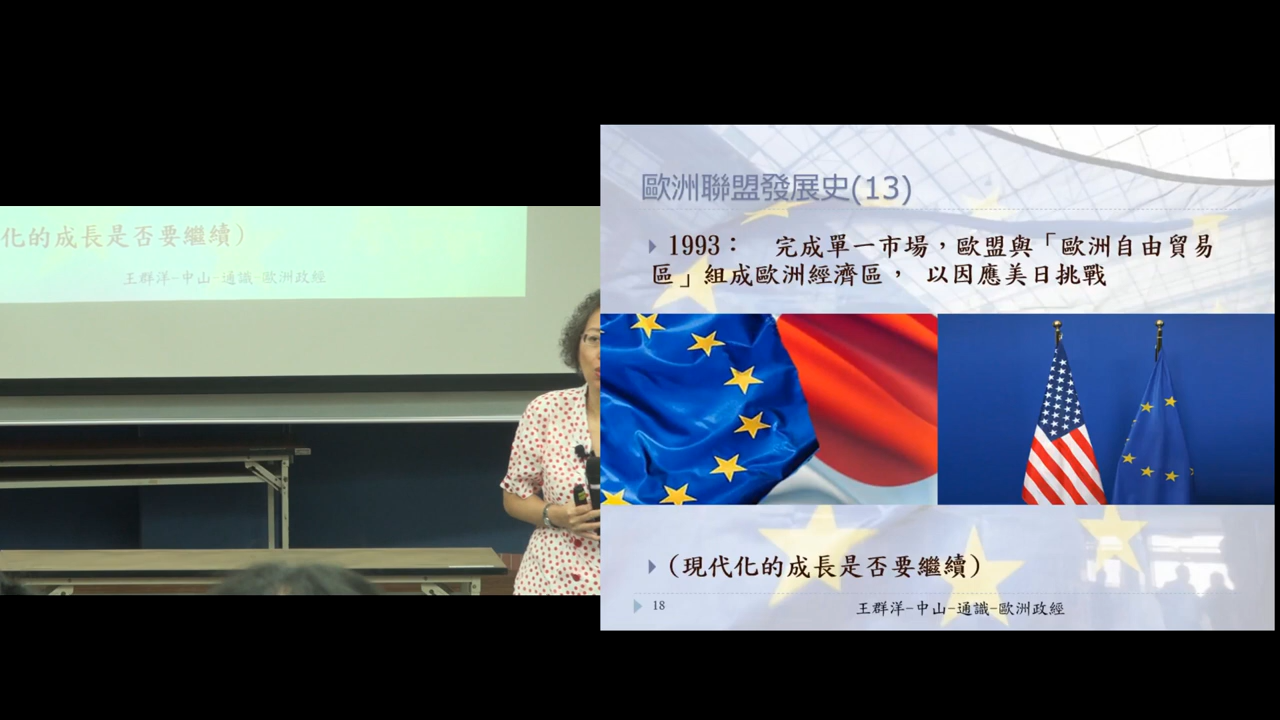 化的成長是否要繼續)
王群洋-中山-通識-歐洲政經
歐洲聯盟發展史(13)
1993： 完成單一市場，歐盟與「歐洲自由貿易
區」組成歐洲經濟區， 以因應美日挑戰
(現代化的成長是否要繼續)
18
王群洋-中山-通識-歐洲政經